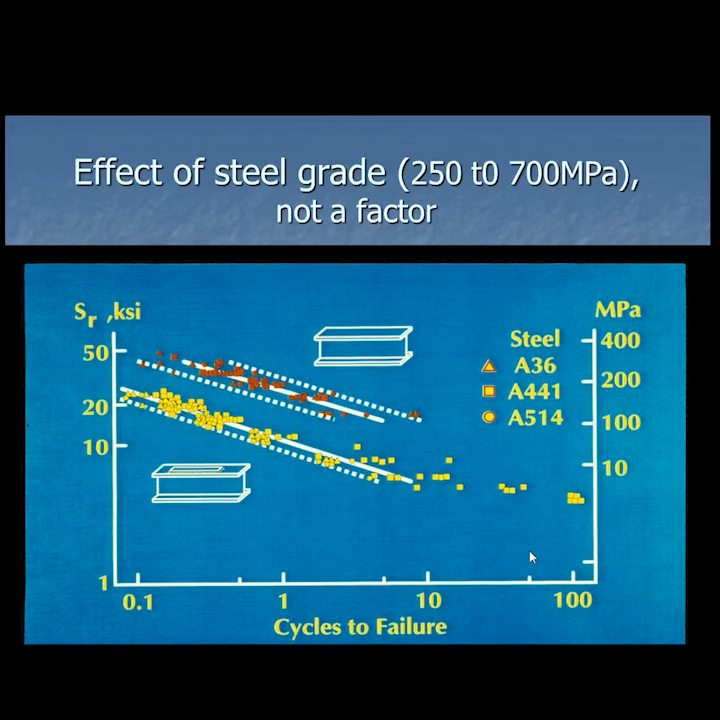 Effect of steel grade (250 t0 700MPa),
not a factor
Sr ,ksi
MPa
50
20
10
1
400
200
100
10
Steel
A36
A441
A514
0.1 1 10 100
Cycles to Failure